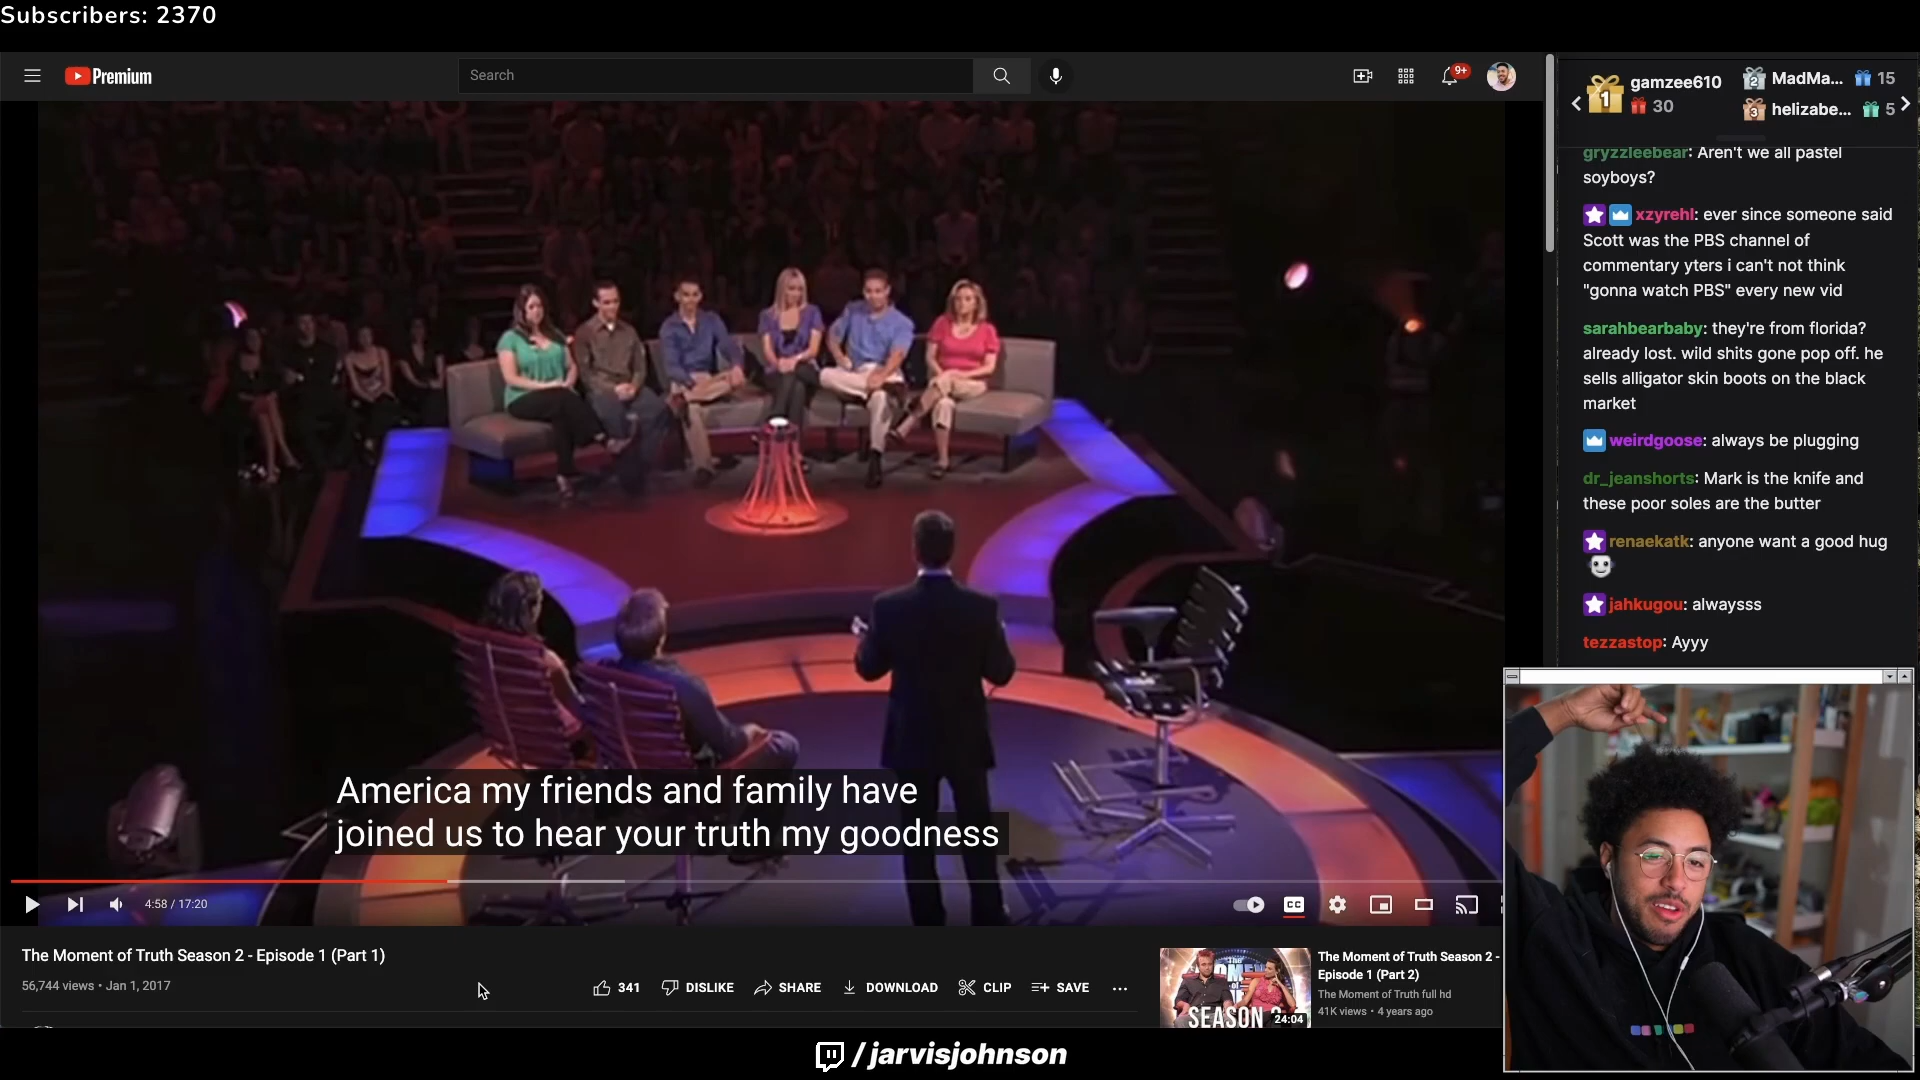 Subscribers: 2370
Premium
Search
9+
1
gamzee610
30
2
MadMa... 15
3
helizabe... 5
gryzzleebear: Aren't we all pastel
soyboys?
xzyrehl: ever since someone said
Scott was the PBS channel of
commentary yters i can't not think
"gonna watch PBS" every new vid
sarahbearbaby: they're from florida?
already lost. wild shits gone pop off. he
sells alligator skin boots on the black
market
weirdgoose: always be plugging
dr_jeanshorts: Mark is the knife and
these poor soles are the butter
renaekatk: anyone want a good hug
jahkugou: alwaysss
tezzastop: Ayyy
America my friends and family have
joined us to hear your truth my goodness
4:58 / 17:20
CC
The Moment of Truth Season 2 - Episode 1 (Part 1)
56,744 views • Jan 1, 2017
341 DISLIKE SHARE DOWNLOAD CLIP SAVE
SEASON
24:04
The Moment of Truth Season 2 -
Episode 1 (Part 2)
The Moment of Truth full hd
41K views • 4 years ago
/jarvisjohnson